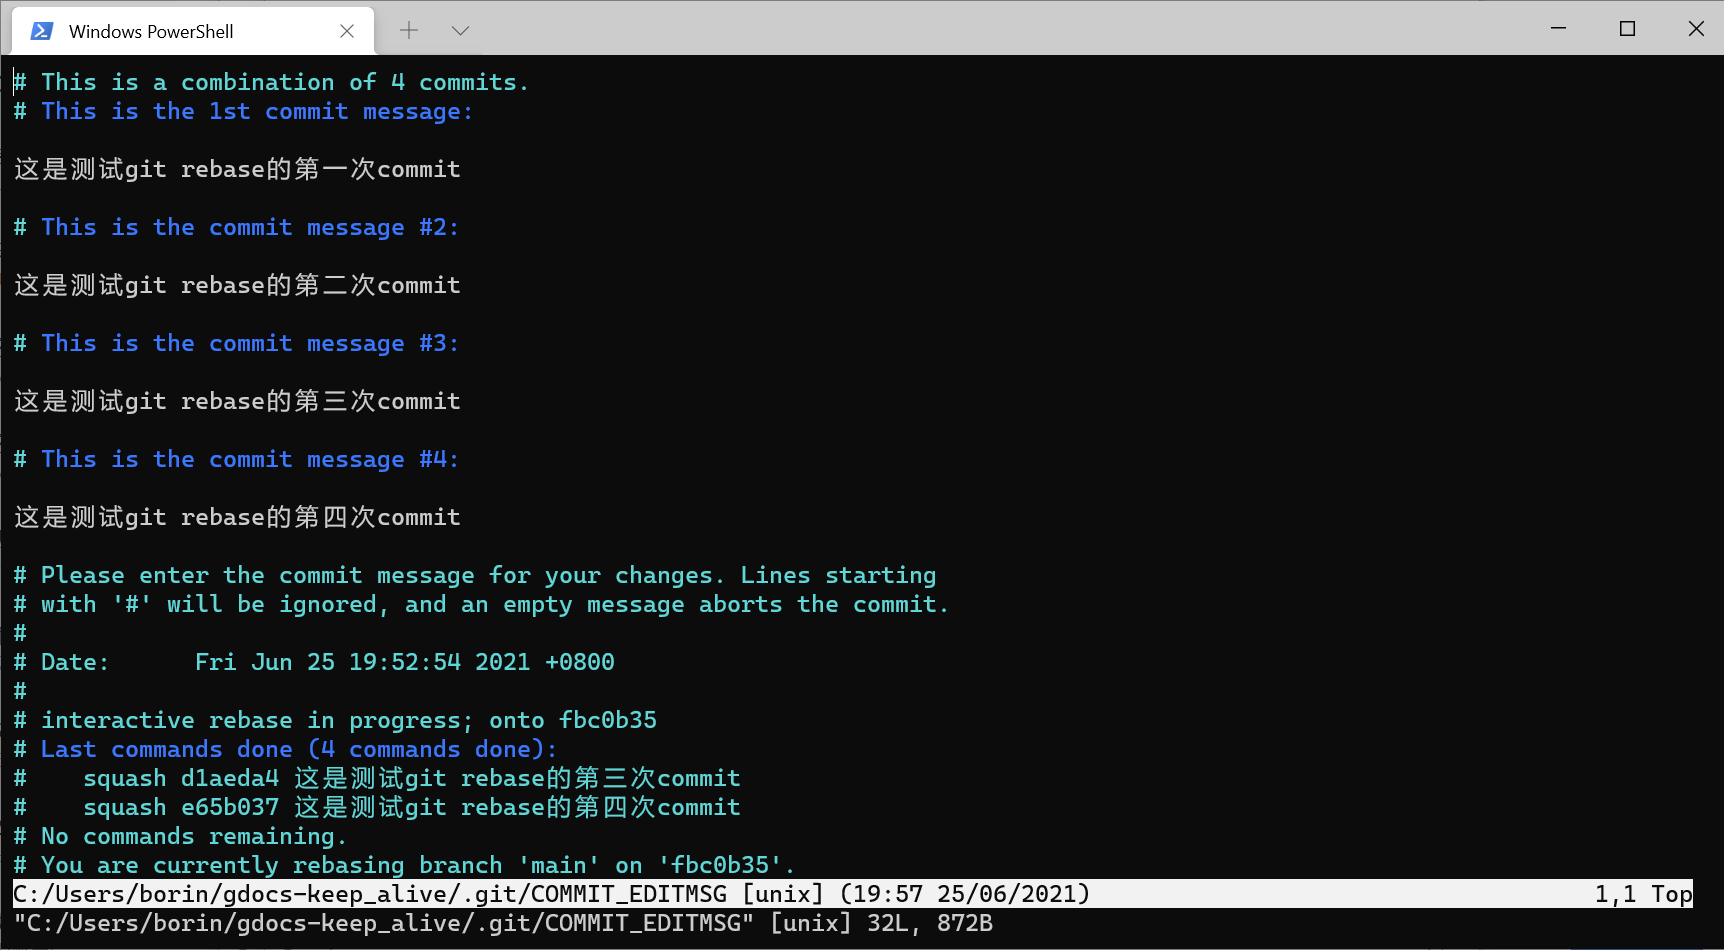 Windows PowerShell
# This is a combination of 4 commits.
# This is the 1st commit message:
这是测试git rebase的第一次commit
# This is the commit message #2:
这是测试git rebase的第二次commit
# This is the commit message #3:
这是测试git rebase的第三次commit
# This is the commit message #4:
这是测试git rebase的第四次commit
# Please enter the commit message for your changes. Lines starting
# with '#' will be ignored, and an empty message aborts the commit.
#
# Date:      Fri Jun 25 19:52:54 2021 +0800
#
# interactive rebase in progress; onto fbc0b35
# Last commands done (4 commands done):
#    squash d1aeda4 这是测试git rebase的第三次commit
#    squash e65b037 这是测试git rebase的第四次commit
# No commands remaining.
# You are currently rebasing branch 'main' on 'fbc0b35'.
C:/Users/borin/gdocs-keep_alive/.git/COMMIT_EDITMSG [unix] (19:57 25/06/2021) 1,1 Top
"C:/Users/borin/gdocs-keep_alive/.git/COMMIT_EDITMSG" [unix] 32L, 872B